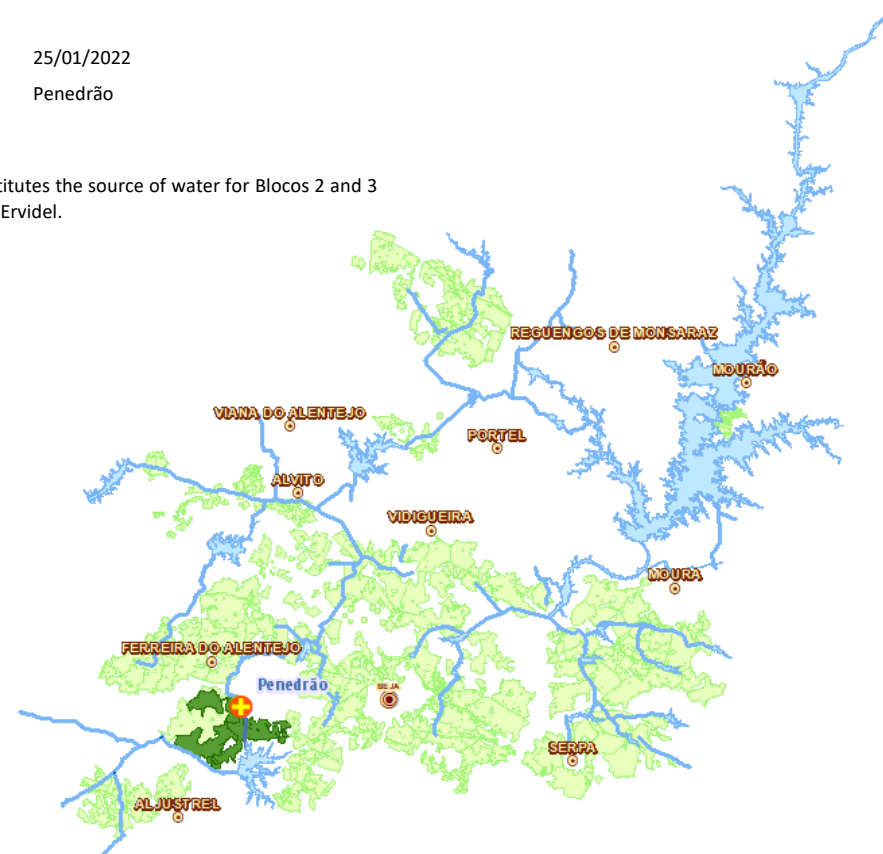 25/01/2022
Penedrão
titutes the source of water for Blocos 2 and 3
Ervidel.
REGUENGOS DE MONSARAZ
MOURÃO
VIANA DO ALENTEJO
PORTEL
ALVITO
VIDIGUEIRA
MOURA
FERREIRA DO ALENTEJO
Penedrão
BEJA
SERPA
ALJUSTREL